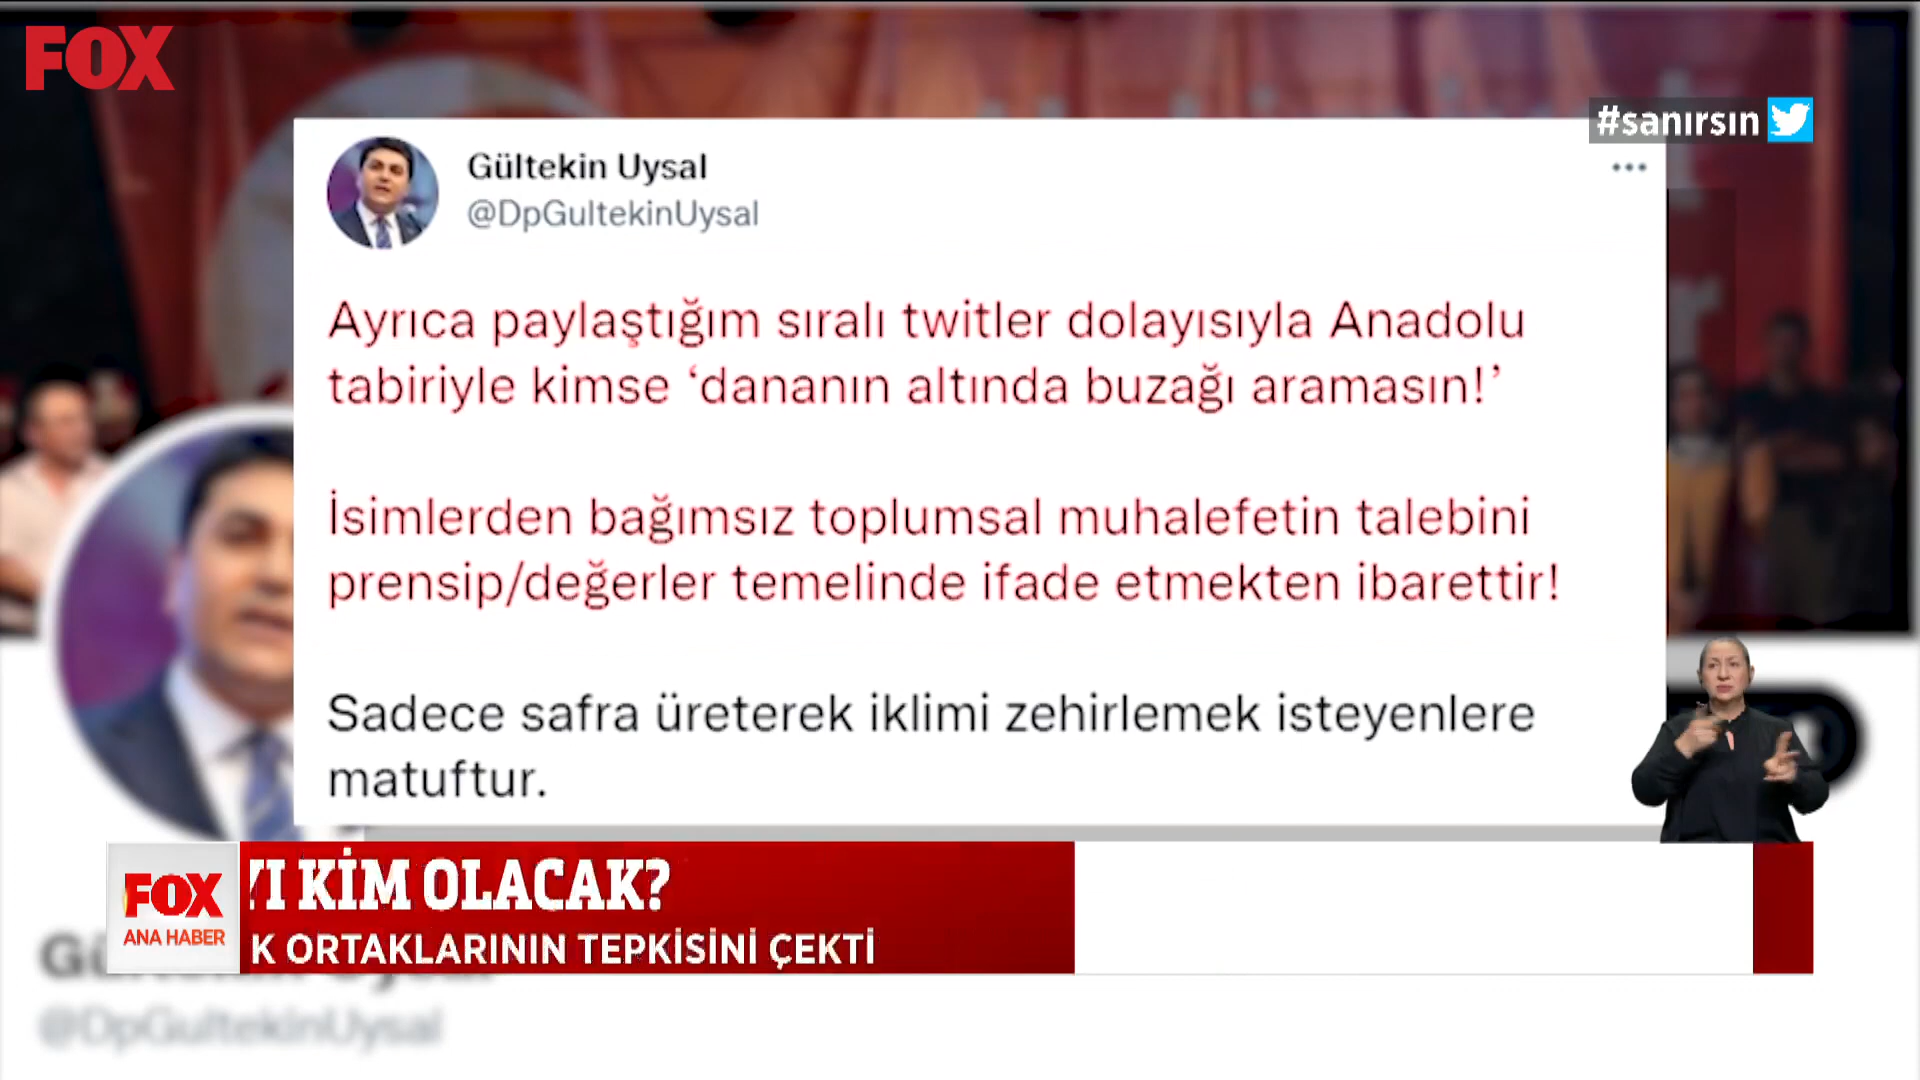 FOX
#sanırsın
Gültekin Uysal
@DpGultekinUysal
Ayrıca paylaştığım sıralı twitler dolayısıyla Anadolu
tabiriyle kimse ‘dananın altında buzağı aramasın!’
İsimlerden bağımsız toplumsal muhalefetin talebini
prensip/değerler temelinde ifade etmekten ibarettir!
Sadece safra üreterek iklimi zehirlemek isteyenlere
matuftur.
FOX
ANA HABER
YI KİM OLACAK?
K ORTAKLARININ TEPKİSİNİ ÇEKTİ
@DpGultekinUysal